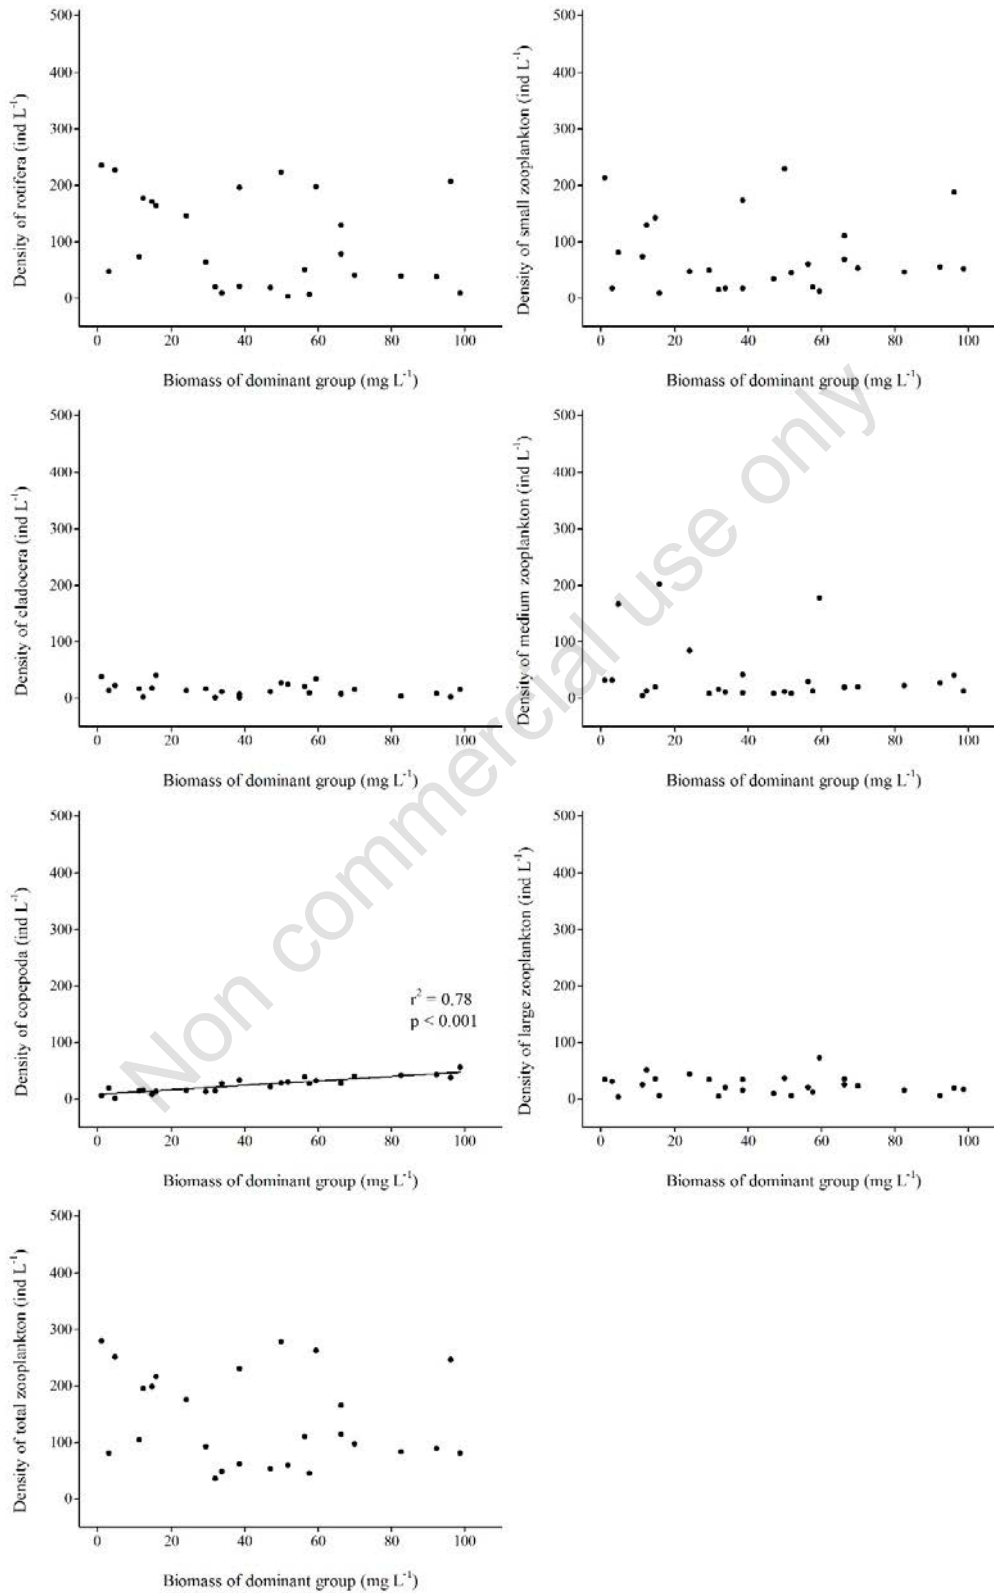 500
400
300
200
100
0
Density of rotifera (ind L⁻¹)
0 20 40 60 80 100
Biomass of dominant group (mg L⁻¹)
500
400
300
200
100
0
Density of small zooplankton (ind L⁻¹)
0 20 40 60 80 100
Biomass of dominant group (mg L⁻¹)
500
400
300
200
100
0
Density of cladocera (ind L⁻¹)
0 20 40 60 80 100
Biomass of dominant group (mg L⁻¹)
500
400
300
200
100
0
Density of medium zooplankton (ind L⁻¹)
0 20 40 60 80 100
Biomass of dominant group (mg L⁻¹)
500
400
300
200
100
0
Density of copepoda (ind L⁻¹)
r² = 0.78
p < 0.001
0 20 40 60 80 100
Biomass of dominant group (mg L⁻¹)
500
400
300
200
100
0
Density of large zooplankton (ind L⁻¹)
0 20 40 60 80 100
Biomass of dominant group (mg L⁻¹)
500
400
300
200
100
0
Density of total zooplankton (ind L⁻¹)
0 20 40 60 80 100
Biomass of dominant group (mg L⁻¹)
Non commercial use only